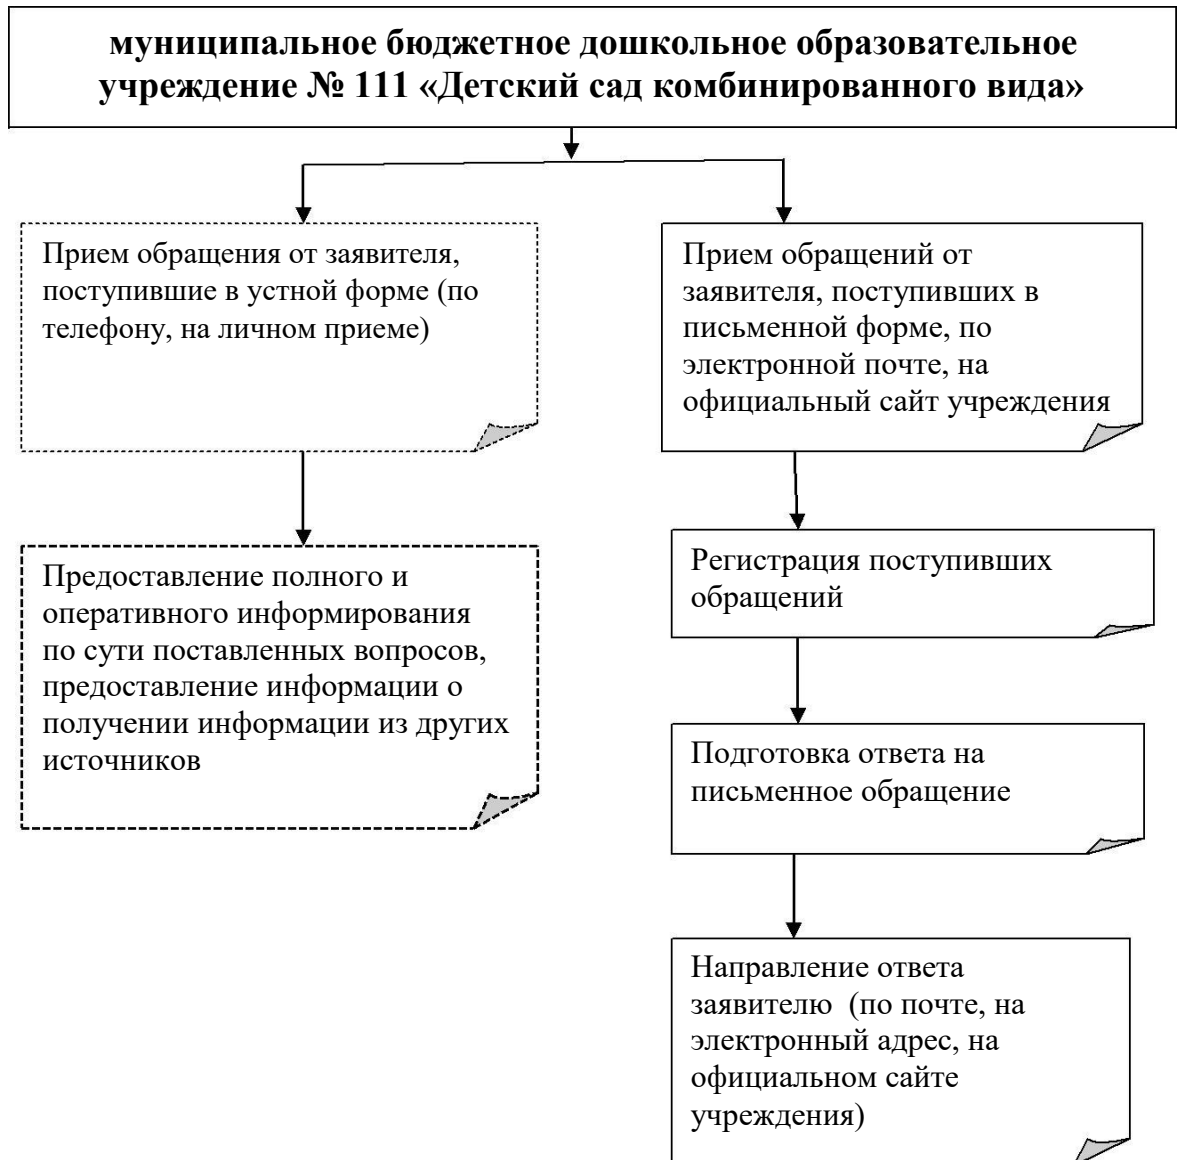 муниципальное бюджетное дошкольное образовательное
учреждение № 111 «Детский сад комбинированного вида»
Прием обращения от заявителя,
поступившие в устной форме (по
телефону, на личном приеме)
Предоставление полного и
оперативного информирования
по сути поставленных вопросов,
предоставление информации о
получении информации из других
источников
Прием обращений от
заявителя, поступивших в
письменной форме, по
электронной почте, на
официальный сайт учреждения
Регистрация поступивших
обращений
Подготовка ответа на
письменное обращение
Направление ответа
заявителю (по почте, на
электронный адрес, на
официальном сайте
учреждения)